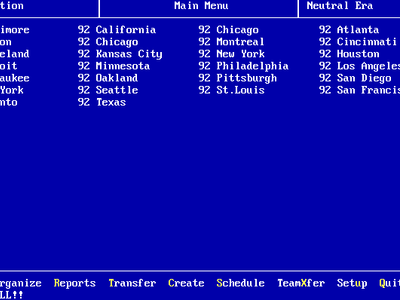 tion Main Menu Neutral Era
imore 92 California 92 Chicago 92 Atlanta
on 92 Chicago 92 Montreal 92 Cincinnati
eland 92 Kansas City 92 New York 92 Houston
oit 92 Minnesota 92 Philadelphia 92 Los Angeles
aukee 92 Oakland 92 Pittsburgh 92 San Diego
York 92 Seattle 92 St.Louis 92 San Francis
nto 92 Texas
rganize Reports Transfer Create Schedule TeamXfer Setup Quit
LL!!